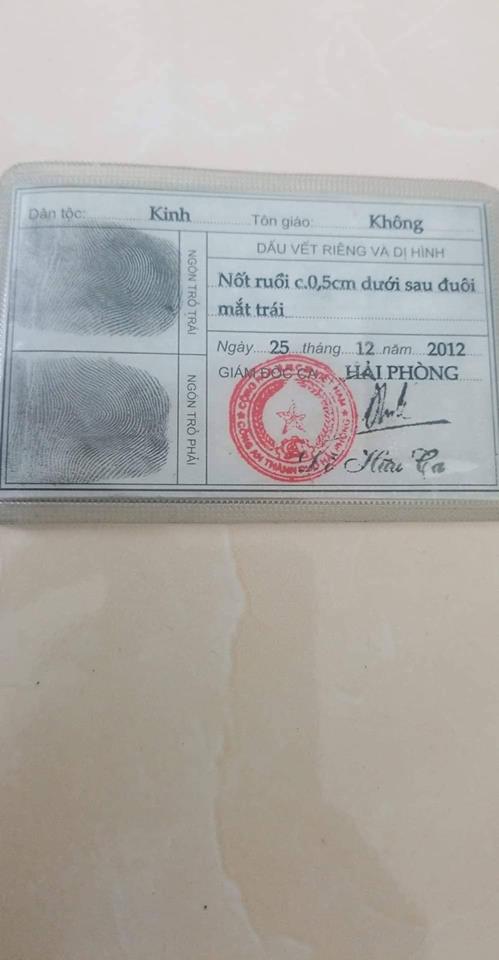 Dân tộc: Kinh Tôn giáo: Không
NGÓN TRỎ TRÁI
NGÓN TRỎ PHẢI
DẤU VẾT RIÊNG VÀ DỊ HÌNH
Nốt ruồi c.0,5cm dưới sau đuôi
mắt trái
Ngày 25 tháng 12 năm 2012
GIÁM ĐỐC CA HẢI PHÒNG
Hữu Ca